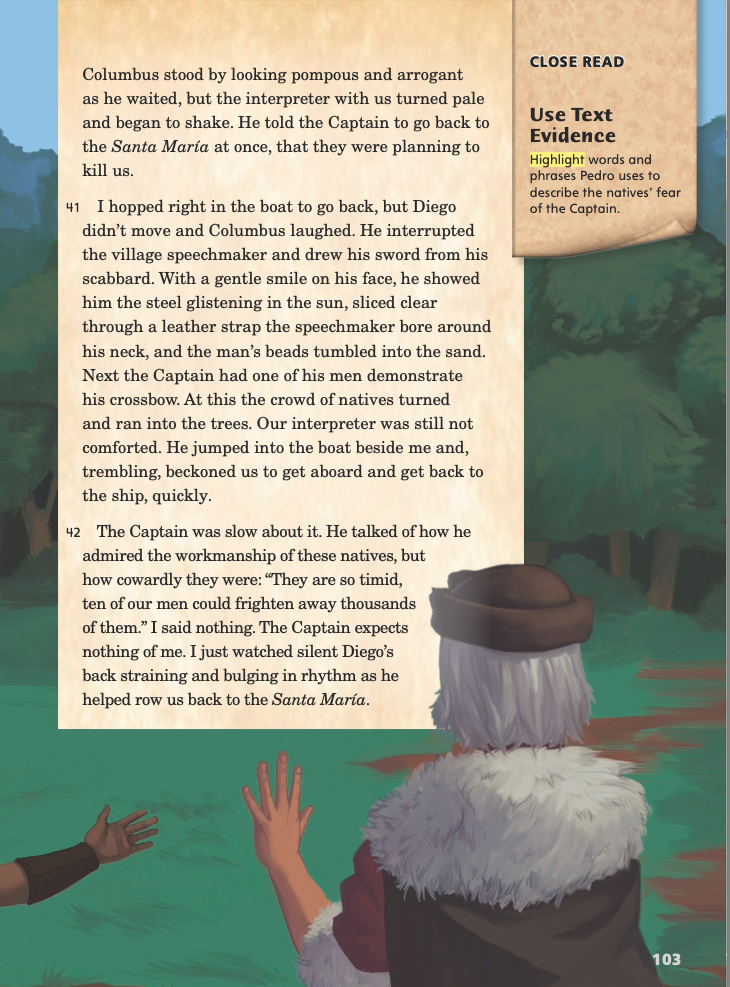 Columbus stood by looking pompous and arrogant
as he waited, but the interpreter with us turned pale
and began to shake. He told the Captain to go back to
the Santa María at once, that they were planning to
kill us.
41 I hopped right in the boat to go back, but Diego
didn’t move and Columbus laughed. He interrupted
the village speechmaker and drew his sword from his
scabbard. With a gentle smile on his face, he showed
him the steel glistening in the sun, sliced clear
through a leather strap the speechmaker bore around
his neck, and the man’s beads tumbled into the sand.
Next the Captain had one of his men demonstrate
his crossbow. At this the crowd of natives turned
and ran into the trees. Our interpreter was still not
comforted. He jumped into the boat beside me and,
trembling, beckoned us to get aboard and get back to
the ship, quickly.
42 The Captain was slow about it. He talked of how he
admired the workmanship of these natives, but
how cowardly they were: “They are so timid,
ten of our men could frighten away thousands
of them.” I said nothing. The Captain expects
nothing of me. I just watched silent Diego’s
back straining and bulging in rhythm as he
helped row us back to the Santa María.
CLOSE READ
Use Text
Evidence
Highlight words and
phrases Pedro uses to
describe the natives’ fear
of the Captain.
103